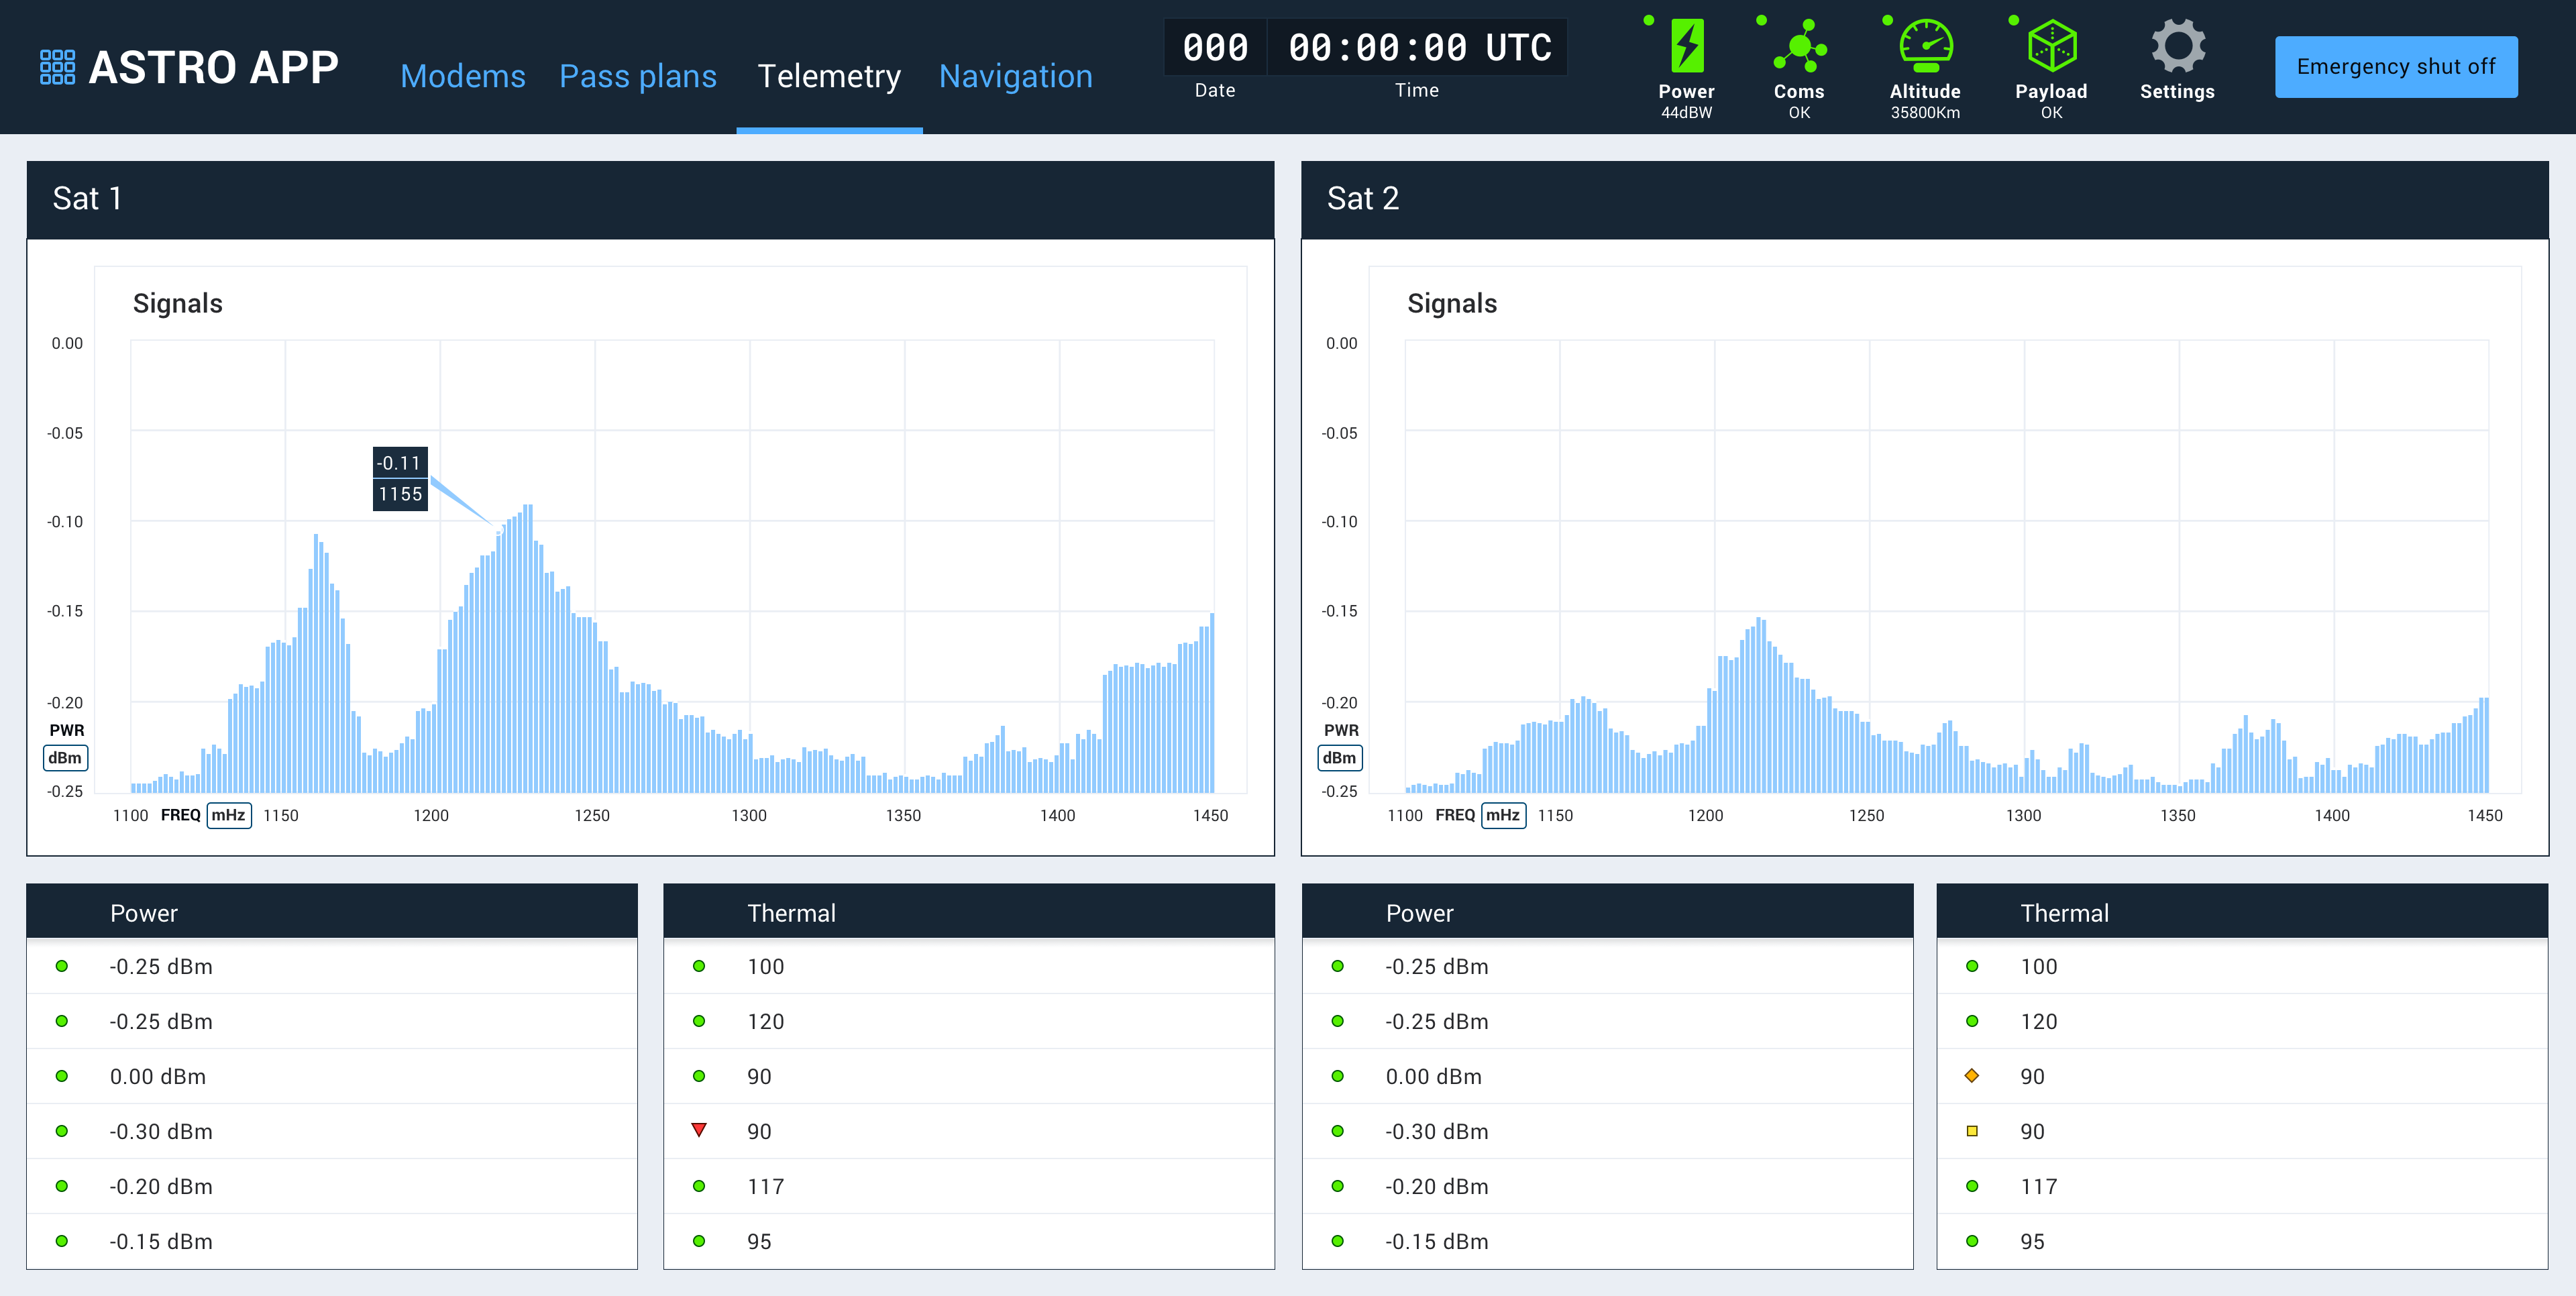 ASTRO APP
Modems
Pass plans
Telemetry
Navigation
000
Date
00:00:00 UTC
Time
Power
44dBW
Coms
OK
Altitude
35800Km
Payload
OK
Settings
Emergency shut off
Sat 1
Signals
0.00
-0.05
-0.10
-0.15
-0.20
PWR
dBm
-0.25
-0.11
1155
1100 FREQ mHz 1150 1200 1250 1300 1350 1400 1450
Sat 2
Signals
0.00
-0.05
-0.10
-0.15
-0.20
PWR
dBm
-0.25
1100 FREQ mHz 1150 1200 1250 1300 1350 1400 1450
Power
-0.25 dBm
-0.25 dBm
0.00 dBm
-0.30 dBm
-0.20 dBm
-0.15 dBm
Thermal
100
120
90
90
117
95
Power
-0.25 dBm
-0.25 dBm
0.00 dBm
-0.30 dBm
-0.20 dBm
-0.15 dBm
Thermal
100
120
90
90
117
95